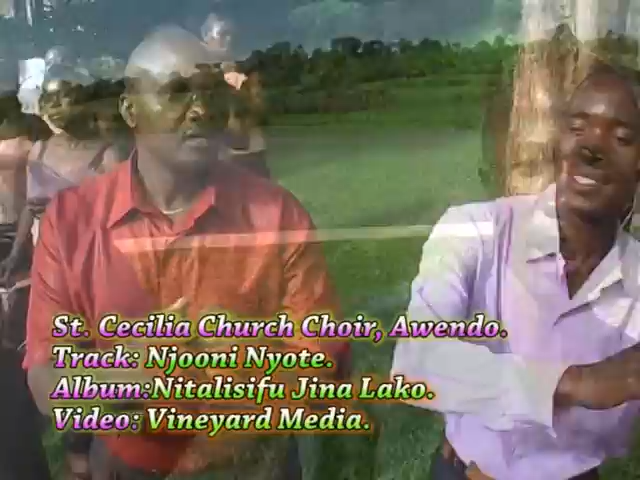 St. Cecilia Church Choir, Awendo.
Track: Njooni Nyote.
Album:Nitalisifu Jina Lako.
Video: Vineyard Media.